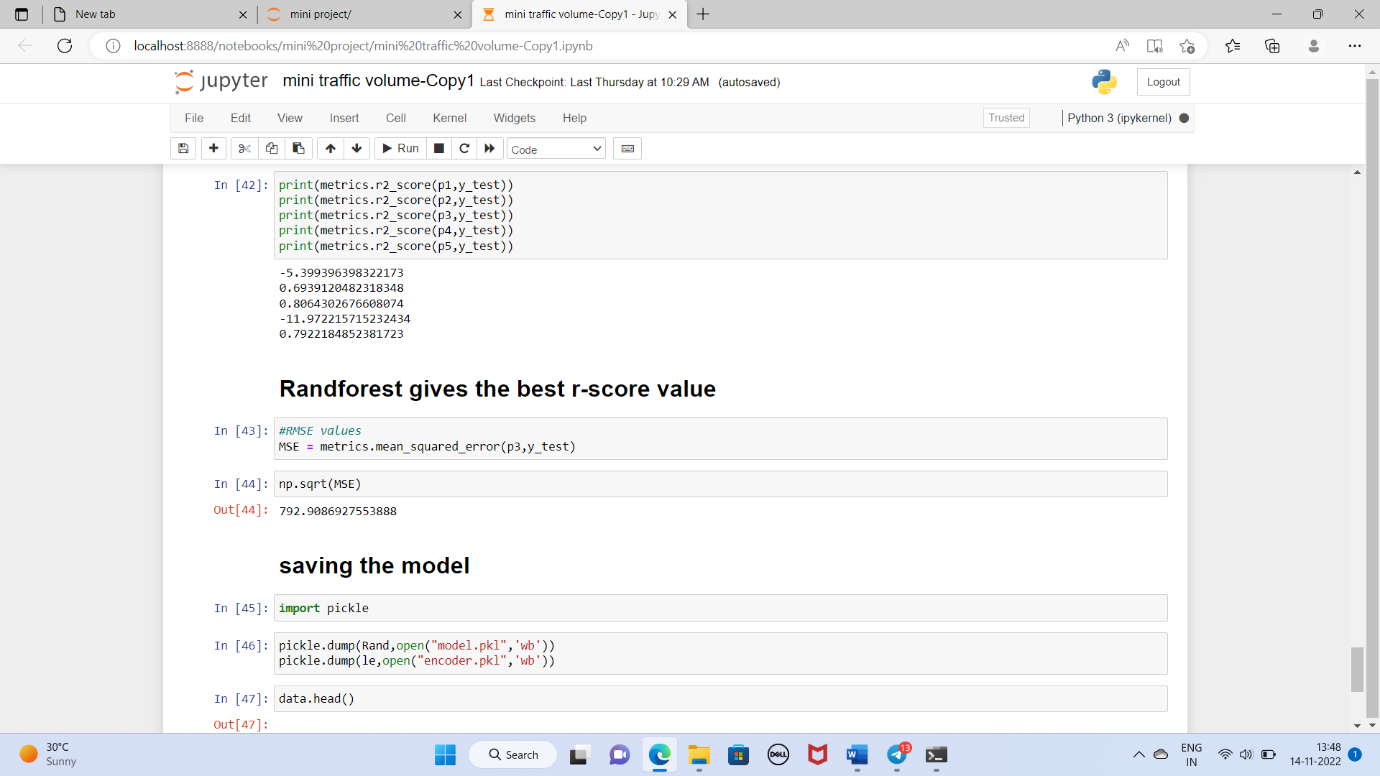 New tab
mini project/
mini traffic volume-Copy1 - Jupy
localhost:8888/notebooks/mini%20project/mini%20traffic%20volume-Copy1.ipynb
jupyter mini traffic volume-Copy1 Last Checkpoint: Last Thursday at 10:29 AM (autosaved)
Logout
File Edit View Insert Cell Kernel Widgets Help
Trusted
Python 3 (ipykernel)
Run
Code
In [42]: print(metrics.r2_score(p1,y_test))
print(metrics.r2_score(p2,y_test))
print(metrics.r2_score(p3,y_test))
print(metrics.r2_score(p4,y_test))
print(metrics.r2_score(p5,y_test))
-5.399396398322173
0.6939120482318348
0.8064302676608074
-11.972215715232434
0.7922184852381723
Randforest gives the best r-score value
In [43]: #RMSE values
MSE = metrics.mean_squared_error(p3,y_test)
In [44]: np.sqrt(MSE)
Out[44]: 792.9086927553888
saving the model
In [45]: import pickle
In [46]: pickle.dump(Rand,open("model.pkl",'wb'))
pickle.dump(le,open("encoder.pkl",'wb'))
In [47]: data.head()
Out[47]:
30°C
Sunny
Search
DELL
W
13
ENG
IN
13:48
14-11-2022
1